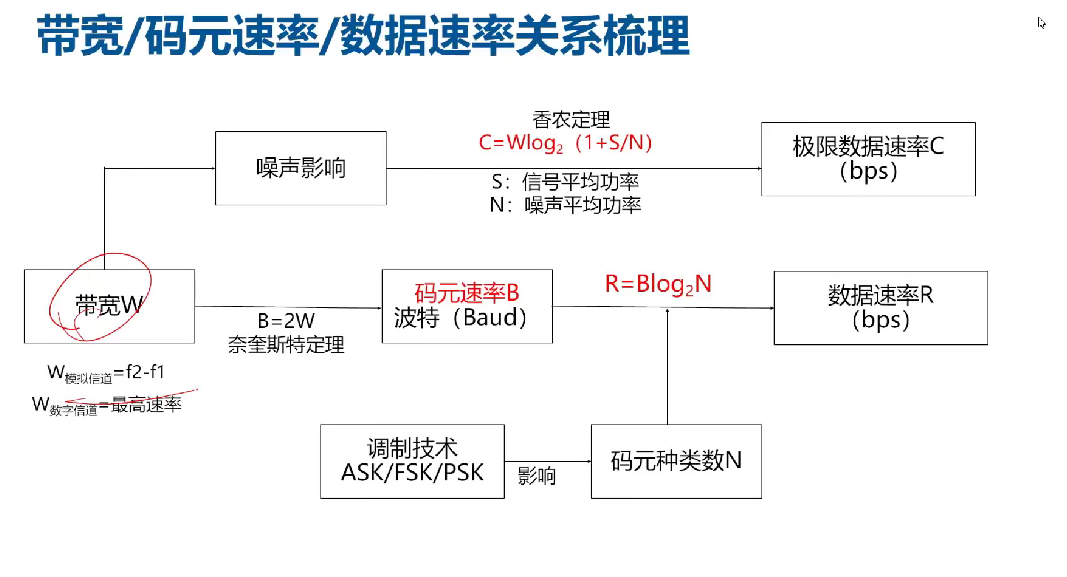 带宽/码元速率/数据速率关系梳理
香农定理
C=Wlog₂（1+S/N）
噪声影响
S：信号平均功率
N：噪声平均功率
极限数据速率C
（bps）
带宽W
B=2W
奈奎斯特定理
码元速率B
波特（Baud）
R=Blog₂N
数据速率R
（bps）
W模拟信道=f2-f1
W数字信道=最高速率
调制技术
ASK/FSK/PSK
影响
码元种类数N